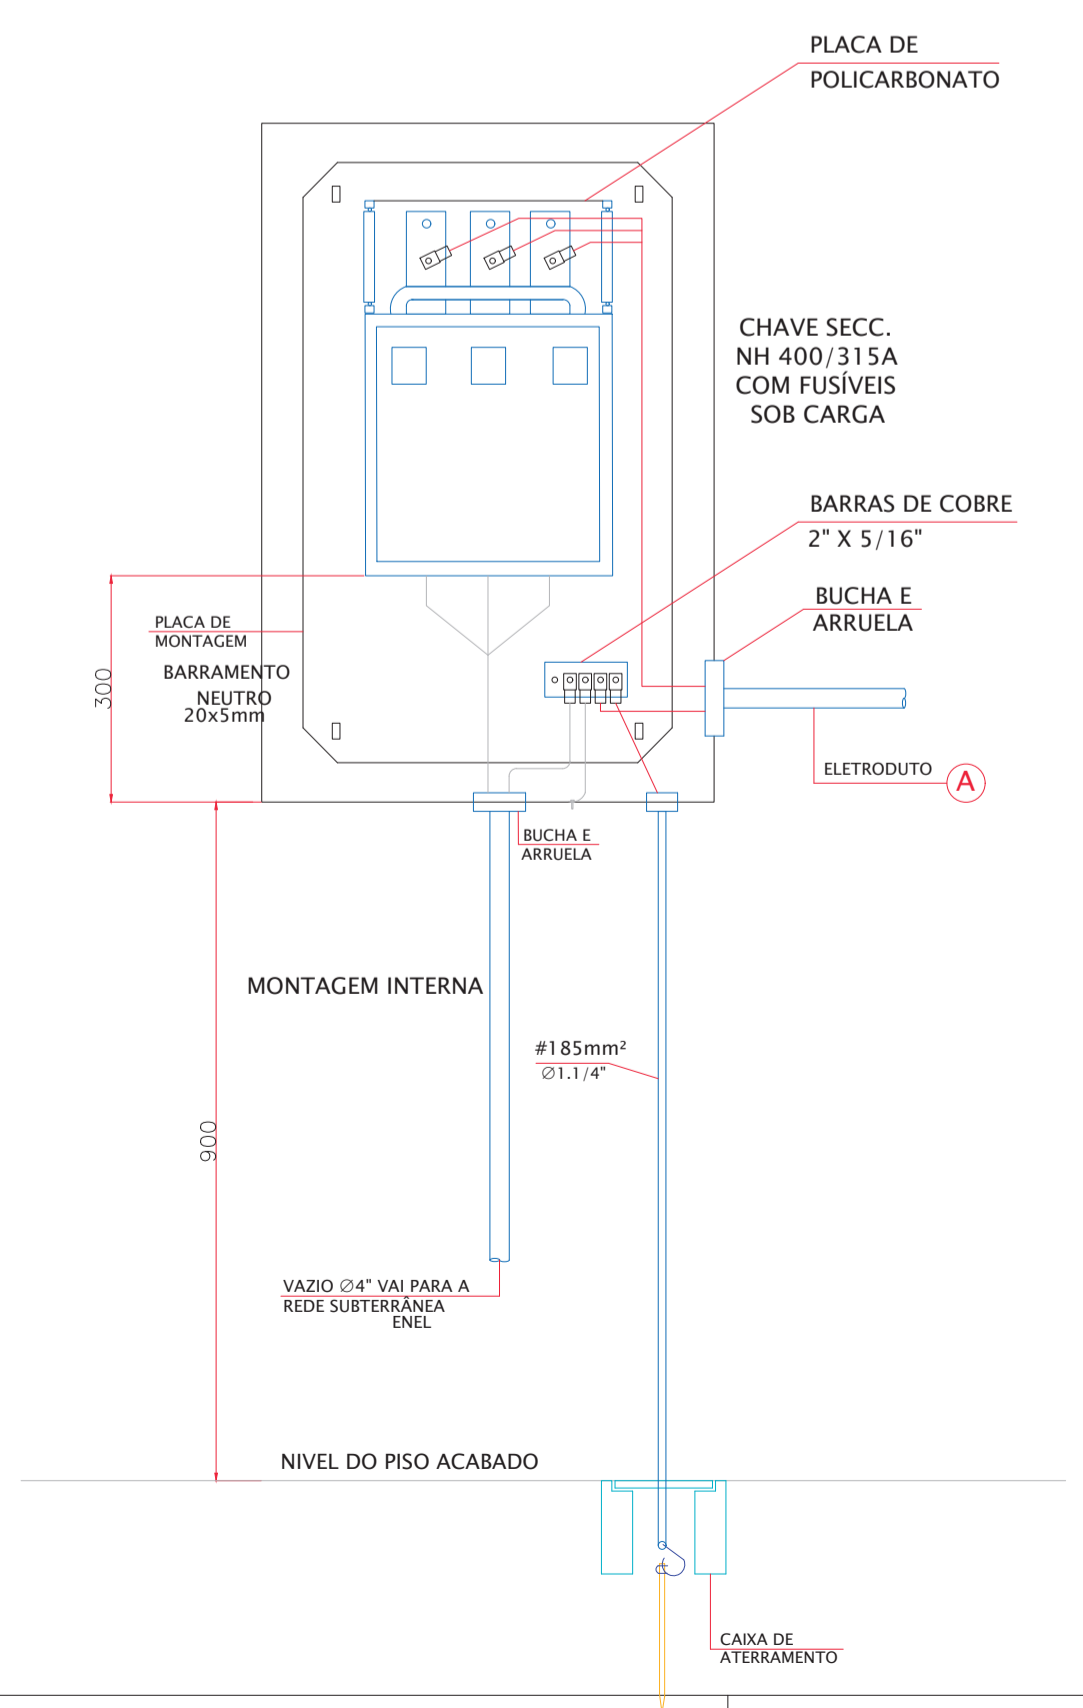 PLACA DE
POLICARBONATO
CHAVE SECC.
NH 400/315A
COM FUSÍVEIS
SOB CARGA
BARRAS DE COBRE
2" X 5/16"
BUCHA E
ARRUELA
PLACA DE
MONTAGEM
BARRAMENTO
NEUTRO
20x5mm
300
ELETRODUTO
A
BUCHA E
ARRUELA
MONTAGEM INTERNA
#185mm²
∅1.1/4"
900
VAZIO ∅4" VAI PARA A
REDE SUBTERRÂNEA
ENEL
NIVEL DO PISO ACABADO
CAIXA DE
ATERRAMENTO